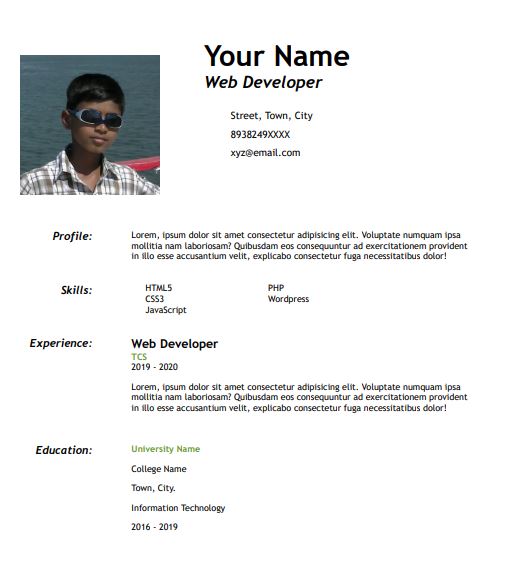 Your Name
Web Developer
Street, Town, City
8938249XXXX
xyz@email.com
Profile:
Lorem, ipsum dolor sit amet consectetur adipisicing elit. Voluptate numquam ipsa
mollitia nam laboriosam? Quibusdam eos consequuntur ad exercitationem provident
in illo esse accusantium velit, explicabo consectetur fuga necessitatibus dolor!
Skills:
HTML5 PHP
CSS3 Wordpress
JavaScript
Experience:
Web Developer
TCS
2019 - 2020
Lorem, ipsum dolor sit amet consectetur adipisicing elit. Voluptate numquam ipsa
mollitia nam laboriosam? Quibusdam eos consequuntur ad exercitationem provident
in illo esse accusantium velit, explicabo consectetur fuga necessitatibus dolor!
Education:
University Name
College Name
Town, City.
Information Technology
2016 - 2019